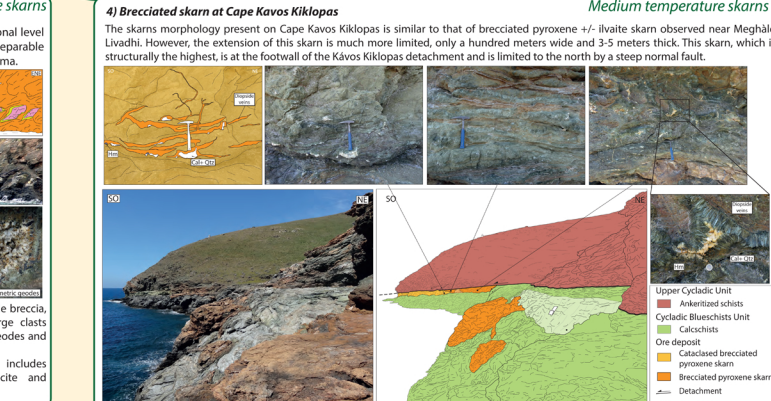 e skarns
Medium temperature skarns
onal level
eparable
ma.
NE
metric geodes
e breccia,
rge clasts
eodes and
includes
cite and
4) Brecciated skarn at Cape Kavos Kiklopas
The skarns morphology present on Cape Kavos Kiklopas is similar to that of brecciated pyroxene +/- ilvaite skarn observed near Meghàlo
Livadhi. However, the extension of this skarn is much more limited, only a hundred meters wide and 3-5 meters thick. This skarn, which i
structurally the highest, is at the footwall of the Kávos Kiklopas detachment and is limited to the north by a steep normal fault.
Diopside
veins
Hm
Cal+ Qtz
SO
NE
SO
NE
Diopside
veins
Cal+ Qtz
Hm
Upper Cycladic Unit
Ankeritized schists
Cycladic Blueschists Unit
Calcschists
Ore deposit
Cataclased brecciated
pyroxene skarn
Brecciated pyroxene skarn
Detachment